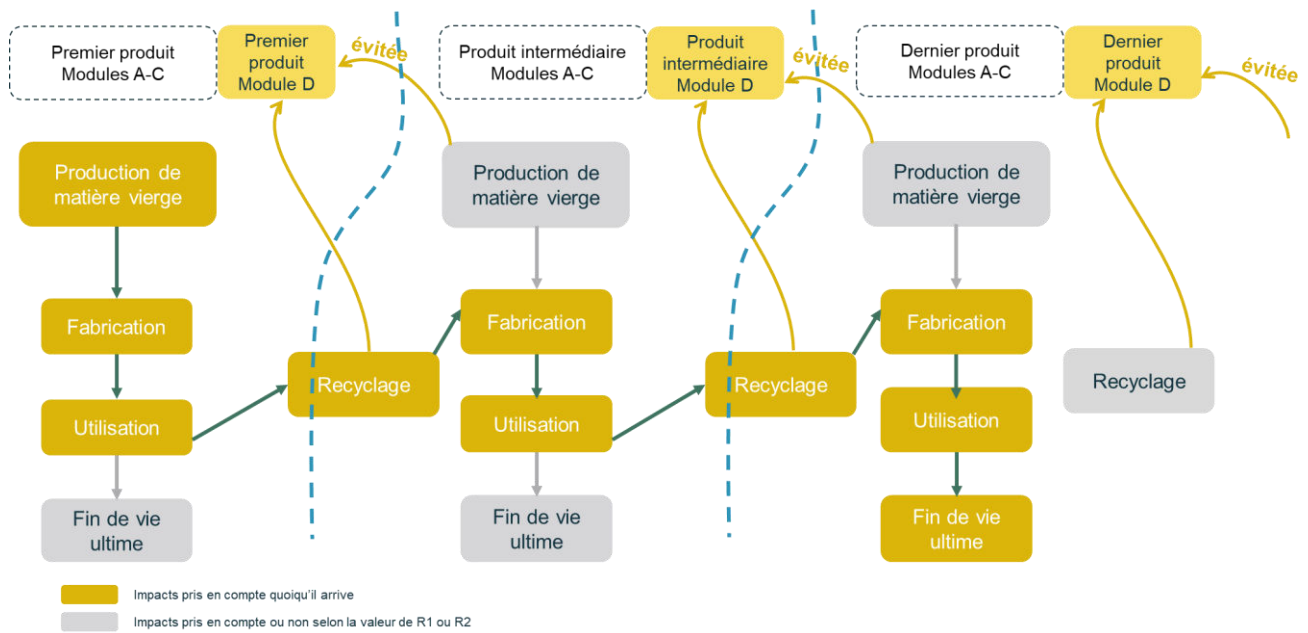 Premier produit
Modules A-C
Premier
produit
Module D
évitée
Produit intermédiaire
Modules A-C
Produit
intermédiaire
Module D
évitée
Dernier produit
Modules A-C
Dernier
produit
Module D
évitée
Production de
matière vierge
Production de
matière vierge
Production de
matière vierge
Fabrication
Fabrication
Fabrication
Recyclage
Recyclage
Recyclage
Utilisation
Utilisation
Utilisation
Fin de vie
ultime
Fin de vie
ultime
Fin de vie
ultime
Impacts pris en compte quoiqu'il arrive
Impacts pris en compte ou non selon la valeur de R1 ou R2